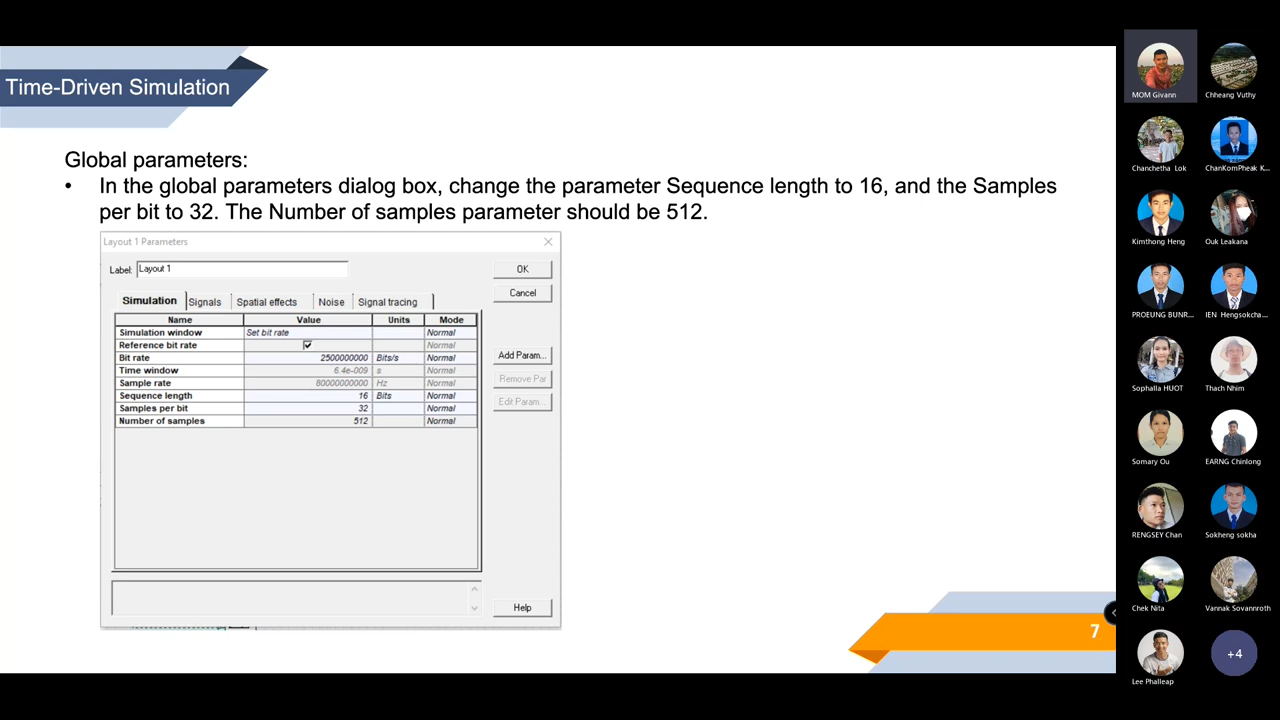 Time-Driven Simulation
Global parameters:
• In the global parameters dialog box, change the parameter Sequence length to 16, and the Samples
per bit to 32. The Number of samples parameter should be 512.
Layout 1 Parameters
Label: Layout 1
OK
Cancel
Simulation Signals Spatial effects Noise Signal tracing
Name Value Units Mode
Simulation window Set bit rate Normal
Reference bit rate Normal
Bit rate 2500000000 Bits/s Normal
Time window 6.4e-009 s Normal
Sample rate 80000000000 Hz Normal
Sequence length 16 Bits Normal
Samples per bit 32 Normal
Number of samples 512 Normal
Add Param...
Remove Par
Edit Param...
Help
7
MOM Givann
Chheang Vuthy
Chanchetha Lok
ChanKomPheak K...
Kimthong Heng
Ouk Leakana
PROEUNG BUNR...
IEN Hengsokcha...
Sophalla HUOT
Thach Nhim
Somary Ou
EARNG Chinlong
RENGSEY Chan
Sokheng sokha
Chek Nita
Vannak Sovannroth
Lee Phalleap
+4